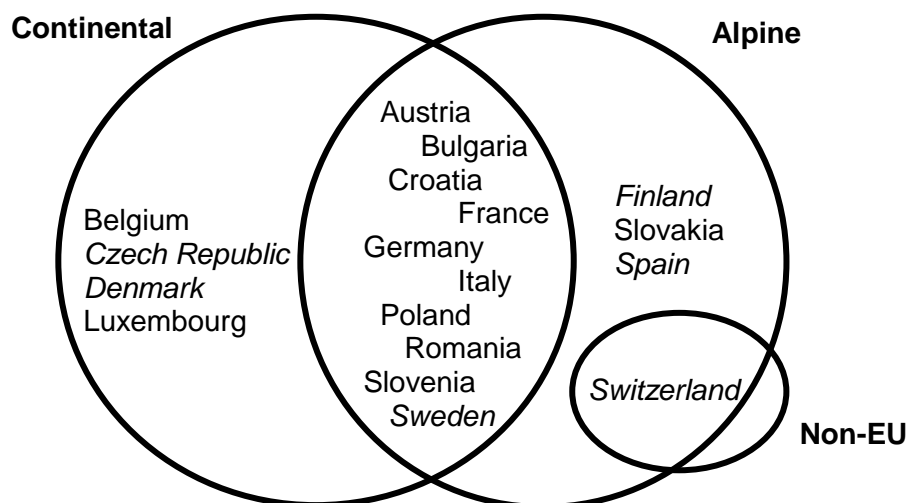 Continental
Alpine
Austria
Bulgaria
Croatia
France
Germany
Italy
Poland
Romania
Slovenia
Sweden
Belgium
Czech Republic
Denmark
Luxembourg
Finland
Slovakia
Spain
Switzerland
Non-EU